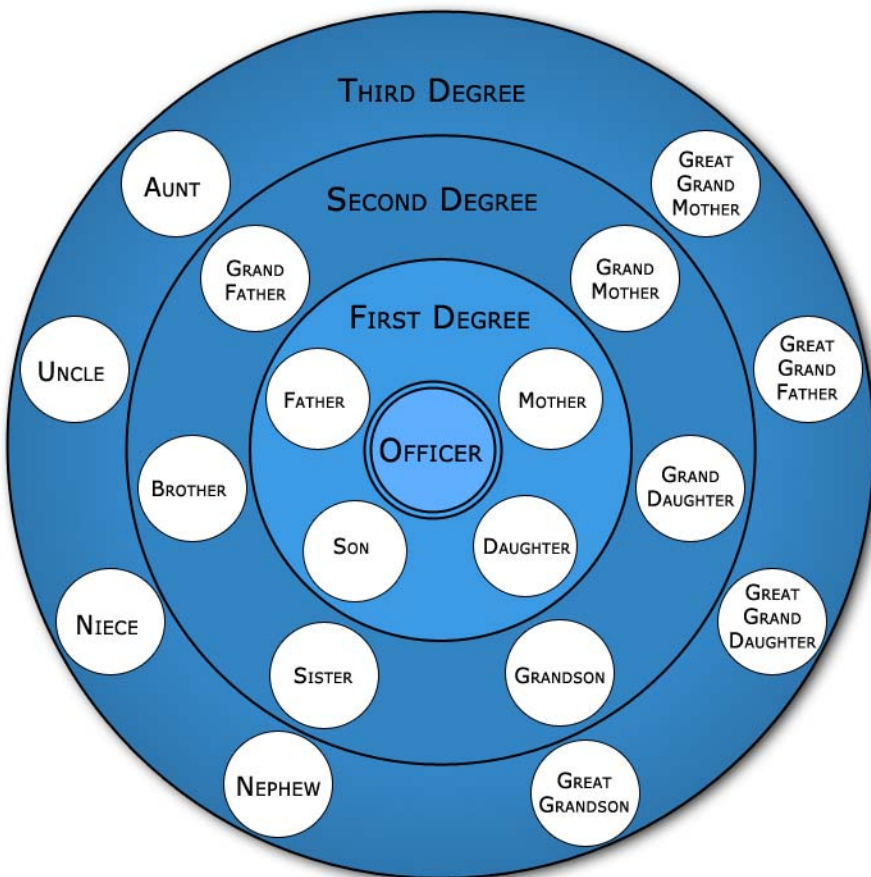 THIRD DEGREE
AUNT
GREAT
GRAND
MOTHER
SECOND DEGREE
GRAND
FATHER
GRAND
MOTHER
FIRST DEGREE
UNCLE
GREAT
GRAND
FATHER
FATHER
MOTHER
OFFICER
BROTHER
GRAND
DAUGHTER
SON
DAUGHTER
NIECE
GREAT
GRAND
DAUGHTER
SISTER
GRANDSON
NEPHEW
GREAT
GRANDSON